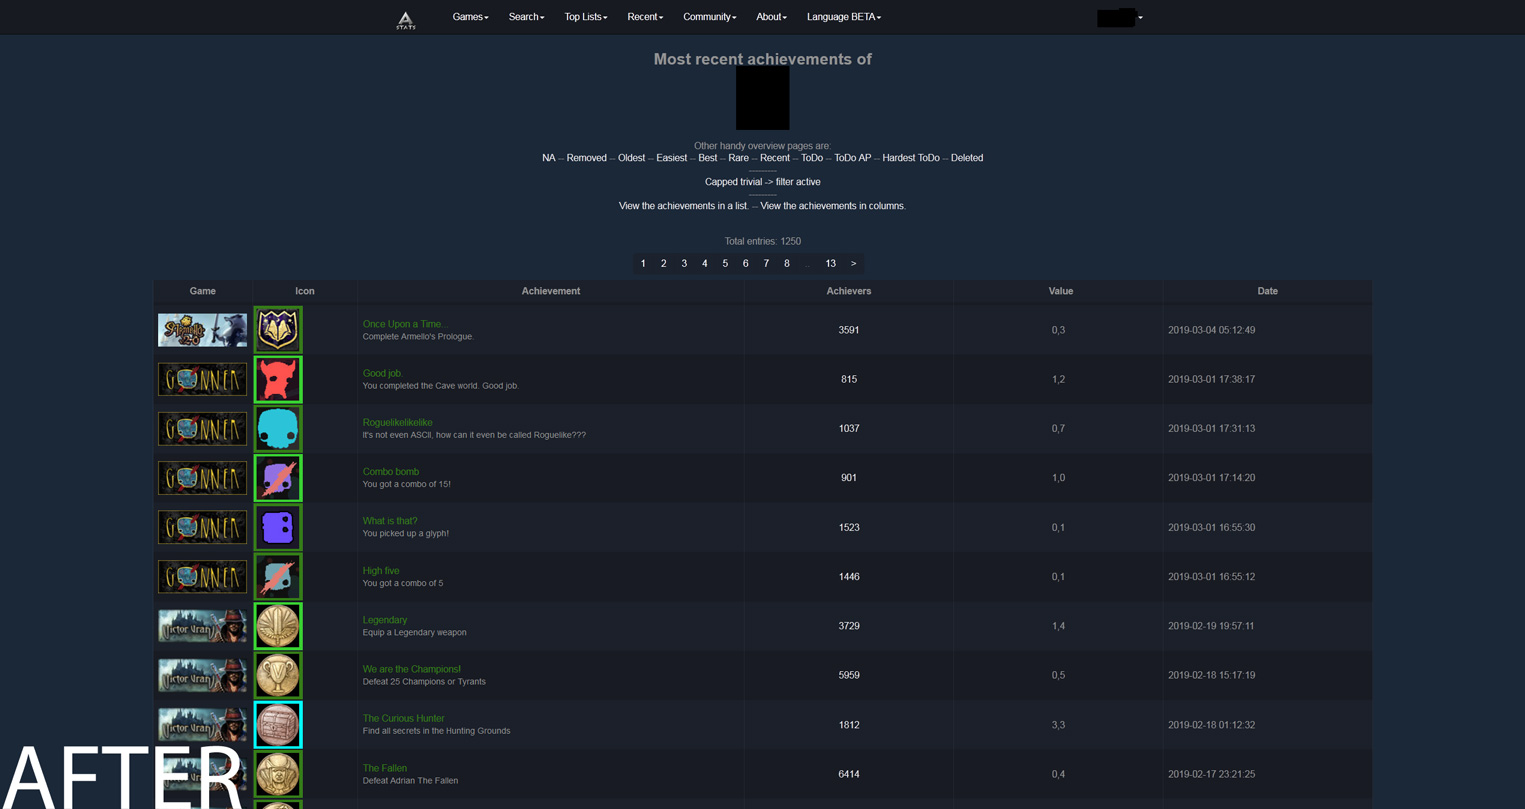 A
STATS
Games Search Top Lists Recent Community About Language BETA
Most recent achievements of
Other handy overview pages are:
NA -- Removed -- Oldest -- Easiest -- Best -- Rare -- Recent -- ToDo -- ToDo AP -- Hardest ToDo -- Deleted
Capped trivial -> filter active
View the achievements in a list. -- View the achievements in columns.
Total entries: 1250
1 2 3 4 5 6 7 8 .. 13 >
Game Icon Achievement Achievers Value Date
Armello
Once Upon a Time...
Complete Armello's Prologue.
3591 0,3 2019-03-04 05:12:49
GONNER
Good job.
You completed the Cave world. Good job.
815 1,2 2019-03-01 17:38:17
GONNER
Roguelikelikelike
It's not even ASCII, how can it even be called Roguelike???
1037 0,7 2019-03-01 17:31:13
GONNER
Combo bomb
You got a combo of 15!
901 1,0 2019-03-01 17:14:20
GONNER
What is that?
You picked up a glyph!
1523 0,1 2019-03-01 16:55:30
GONNER
High five
You got a combo of 5
1446 0,1 2019-03-01 16:55:12
Victor Vran
Legendary
Equip a Legendary weapon
3729 1,4 2019-02-19 19:57:11
Victor Vran
We are the Champions!
Defeat 25 Champions or Tyrants
5959 0,5 2019-02-18 15:17:19
Victor Vran
The Curious Hunter
Find all secrets in the Hunting Grounds
1812 3,3 2019-02-18 01:12:32
The Fallen
Defeat Adrian The Fallen
6414 0,4 2019-02-17 23:21:25
AFTER